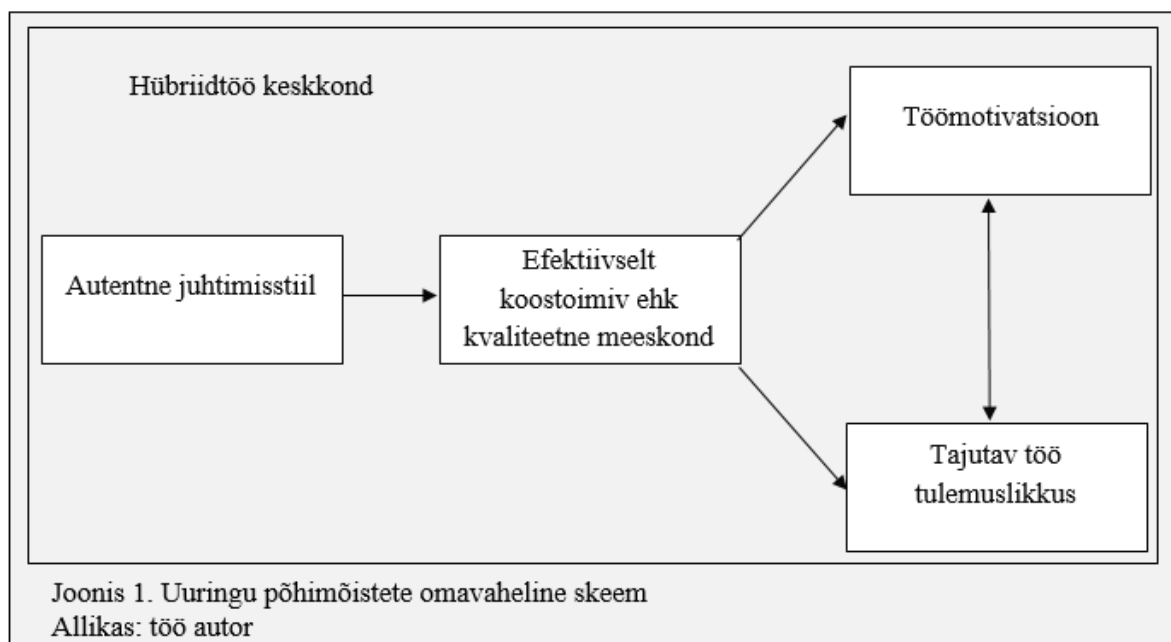 Hübriidtöö keskkond
Töömotivatsioon
Autentne juhtimisstiil
Efektiivselt
koostoimiv ehk
kvaliteetne meeskond
Tajutav töö
tulemuslikkus
Joonis 1. Uuringu põhimõistete omavaheline skeem
Allikas: töö autor